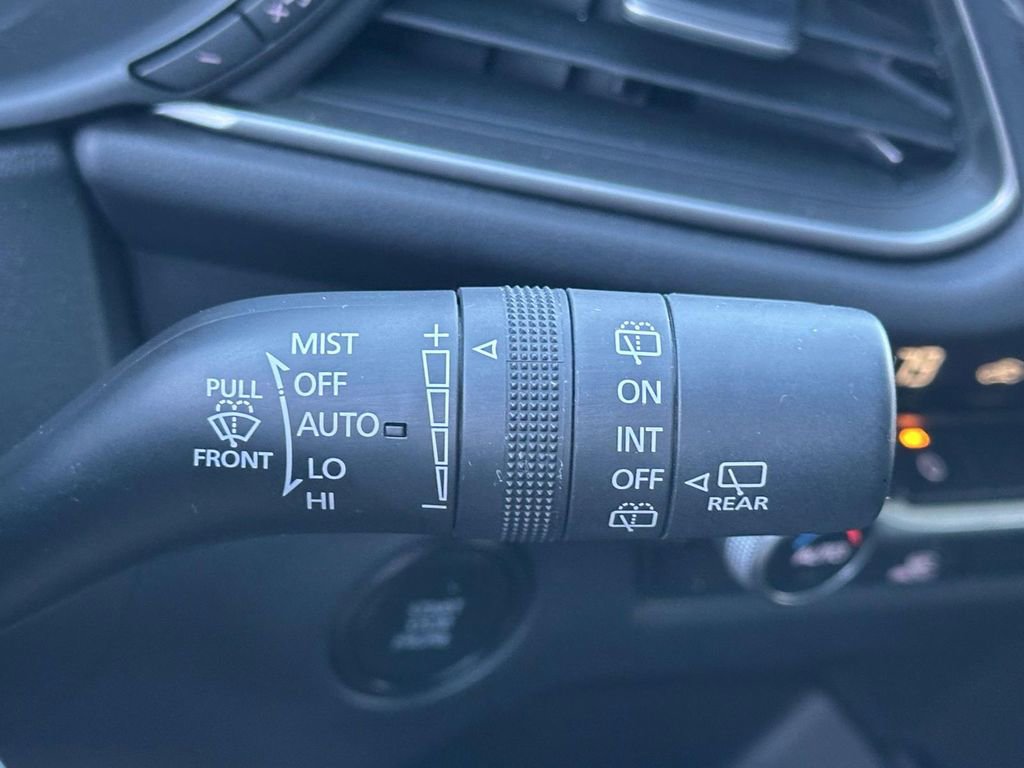 MIST
OFF
AUTO
LO
HI
PULL
FRONT
+
−
ON
INT
OFF
REAR